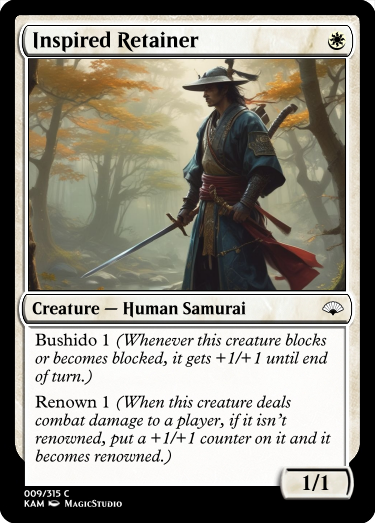 Inspired Retainer
Creature — Human Samurai
Bushido 1 (Whenever this creature blocks
or becomes blocked, it gets +1/+1 until end
of turn.)
Renown 1 (When this creature deals
combat damage to a player, if it isn't
renowned, put a +1/+1 counter on it and it
becomes renowned.)
1/1
009/315 C
KAM MagicStudio